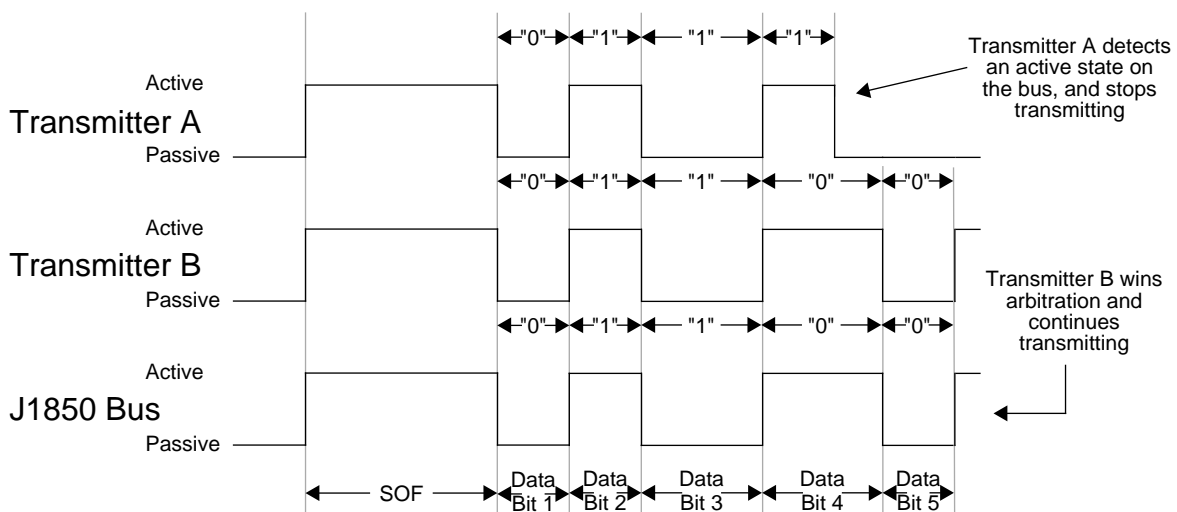 "0" "1" "1" "1"
Transmitter A detects
an active state on
the bus, and stops
transmitting
Active
Transmitter A
Passive
"0" "1" "1" "0" "0"
Active
Transmitter B
Passive
Transmitter B wins
arbitration and
continues
transmitting
"0" "1" "1" "0" "0"
Active
J1850 Bus
Passive
SOF
Data
Bit 1
Data
Bit 2
Data
Bit 3
Data
Bit 4
Data
Bit 5